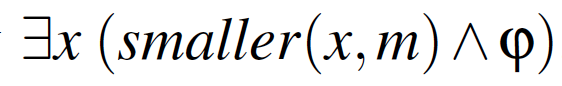 ∃x (smaller(x,m) ∧ φ)